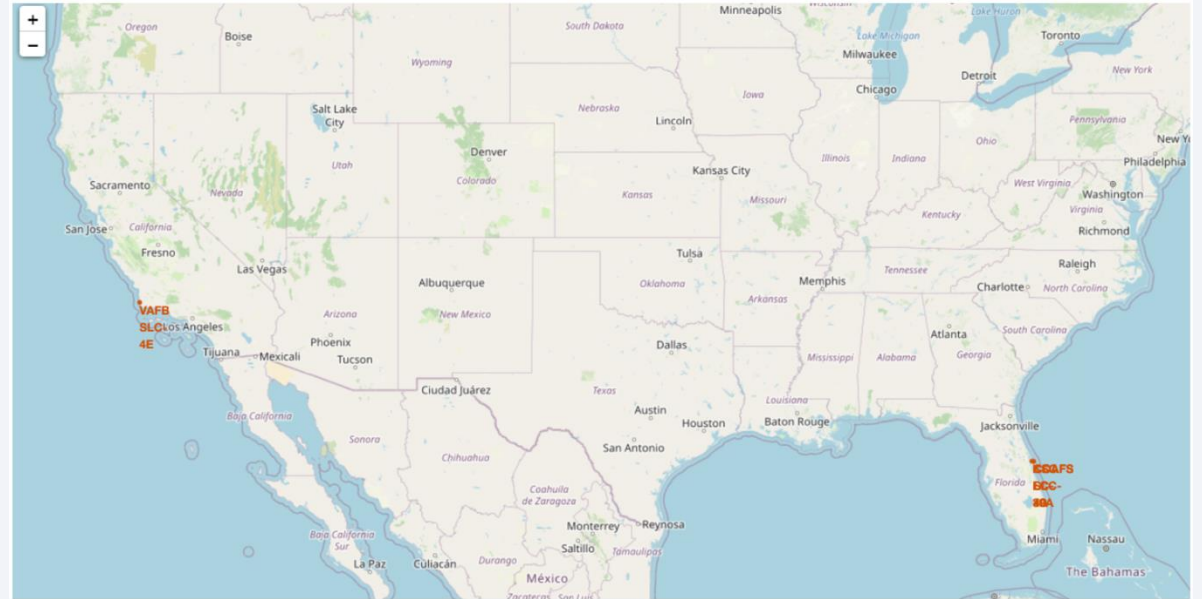 +
−
Oregon
Boise
South Dakota
Minneapolis
Lake Huron
Toronto
Lake Michigan
Milwaukee
Wyoming
Detroit
New York
Chicago
Iowa
Nebraska
Salt Lake
City
Lincoln
Pennsylvania
Ohio
Denver
Utah
Illinois
Indiana
Philadelphia
Kansas City
Colorado
Sacramento
Nevada
Kansas
Missouri
West Virginia
Washington
Virginia
Kentucky
San Jose
California
Richmond
Fresno
Tulsa
Raleigh
Las Vegas
Albuquerque
Oklahoma
Memphis
Tennessee
Charlotte
North Carolina
Arkansas
VAFB
SLC-
4E
Los Angeles
Arizona
New Mexico
South Carolina
Phoenix
Atlanta
Dallas
Tijuana
Mexicali
Tucson
Mississippi
Alabama
Georgia
Ciudad Juárez
Texas
Louisiana
Baja California
Austin
Houston
Baton Rouge
Jacksonville
Sonora
San Antonio
Chihuahua
Florida
Coahuila
de Zaragoza
Monterrey
Reynosa
Baja California
Sur
Saltillo
Tamaulipas
Miami
Nassau
La Paz
Culiacán
Durango
México
The Bahamas